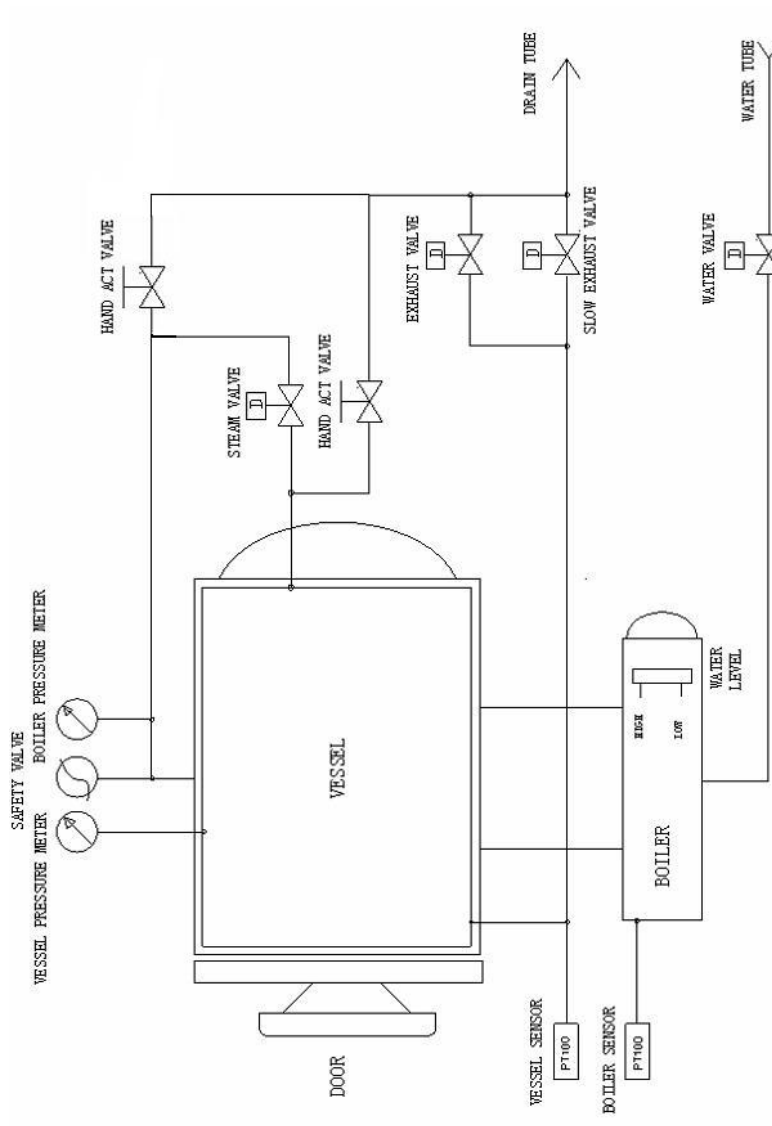 DRAIN TUBE
WATER TUBE
HAND ACT VALVE
EXHAUST VALVE
D
SLOW EXHAUST VALVE
D
WATER VALVE
D
STEAM VALVE
D
HAND ACT VALVE
SAFETY VALVE
BOILER PRESSURE METER
VESSEL PRESSURE METER
VESSEL
HIGH
LOW
WATER
LEVEL
BOILER
DOOR
VESSEL SENSOR
PT100
BOILER SENSOR
PT100